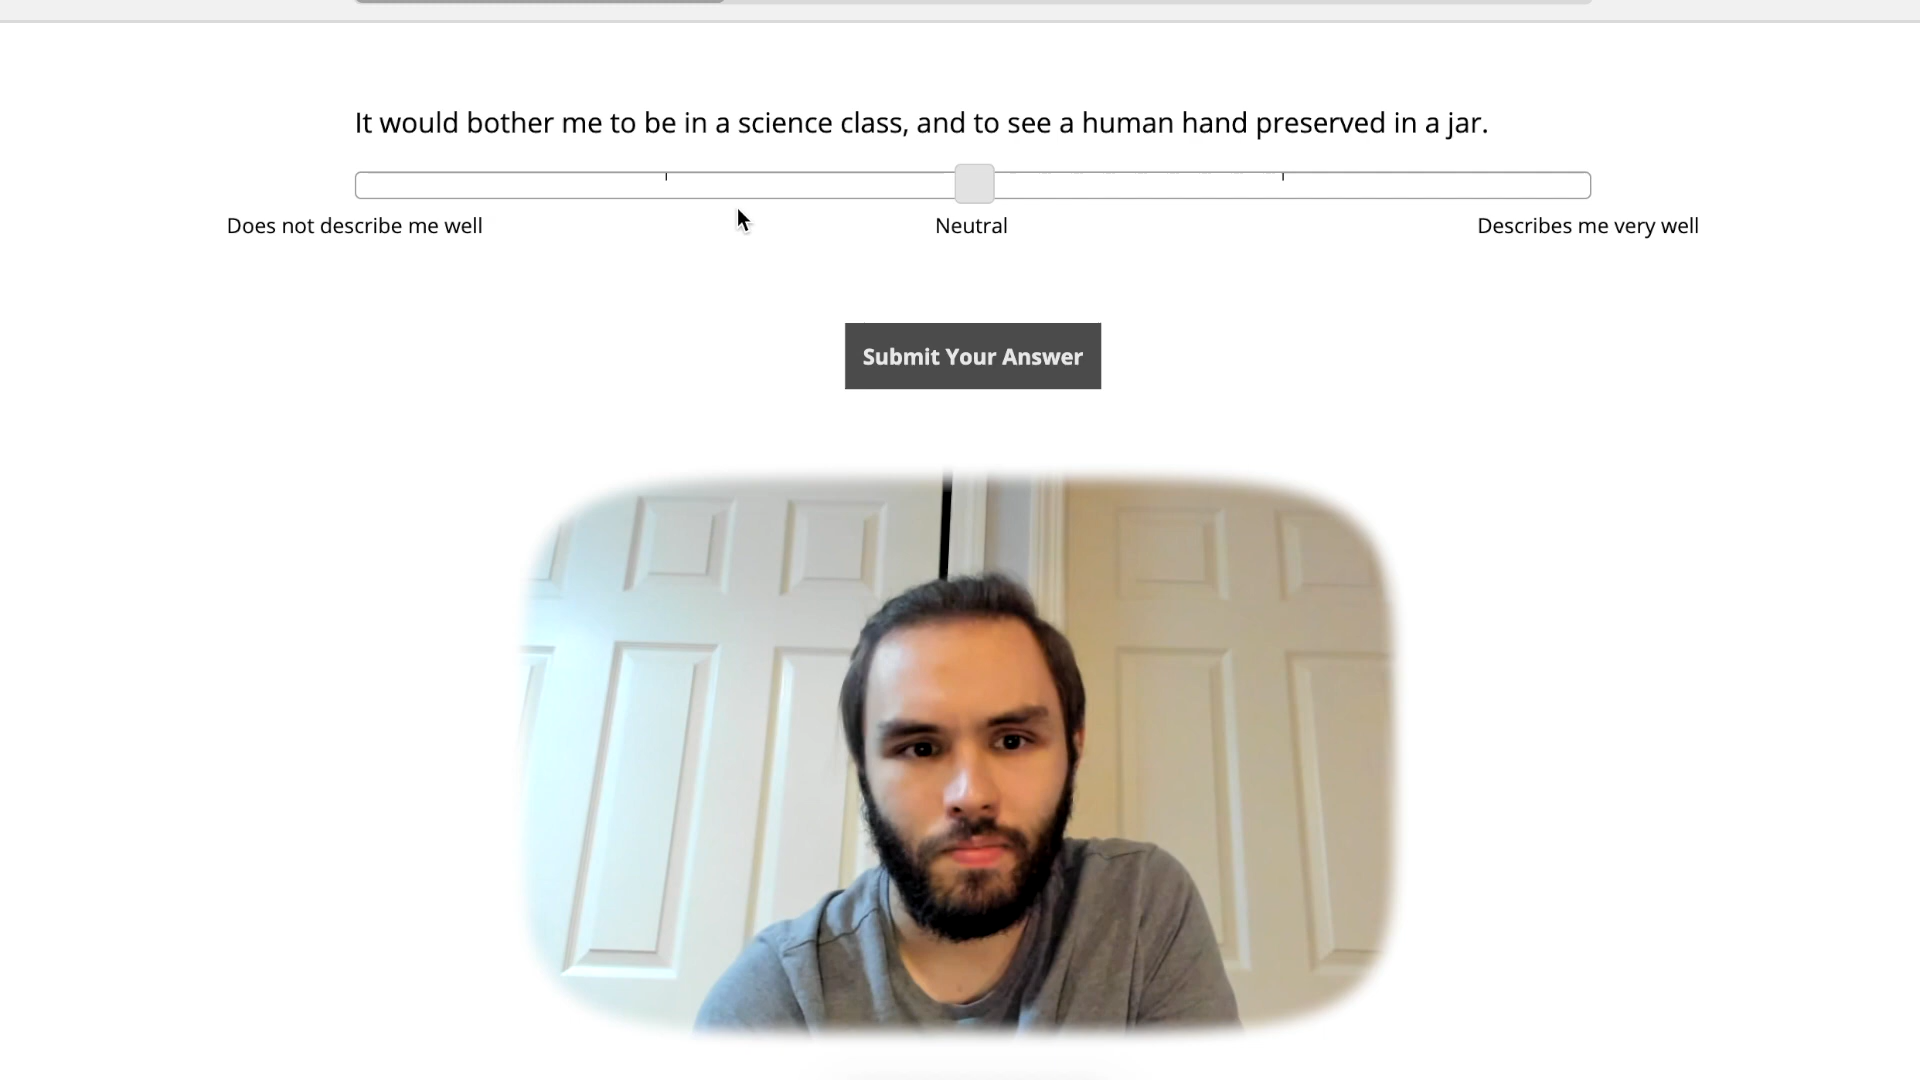 It would bother me to be in a science class, and to see a human hand preserved in a jar.
Does not describe me well Neutral Describes me very well
Submit Your Answer